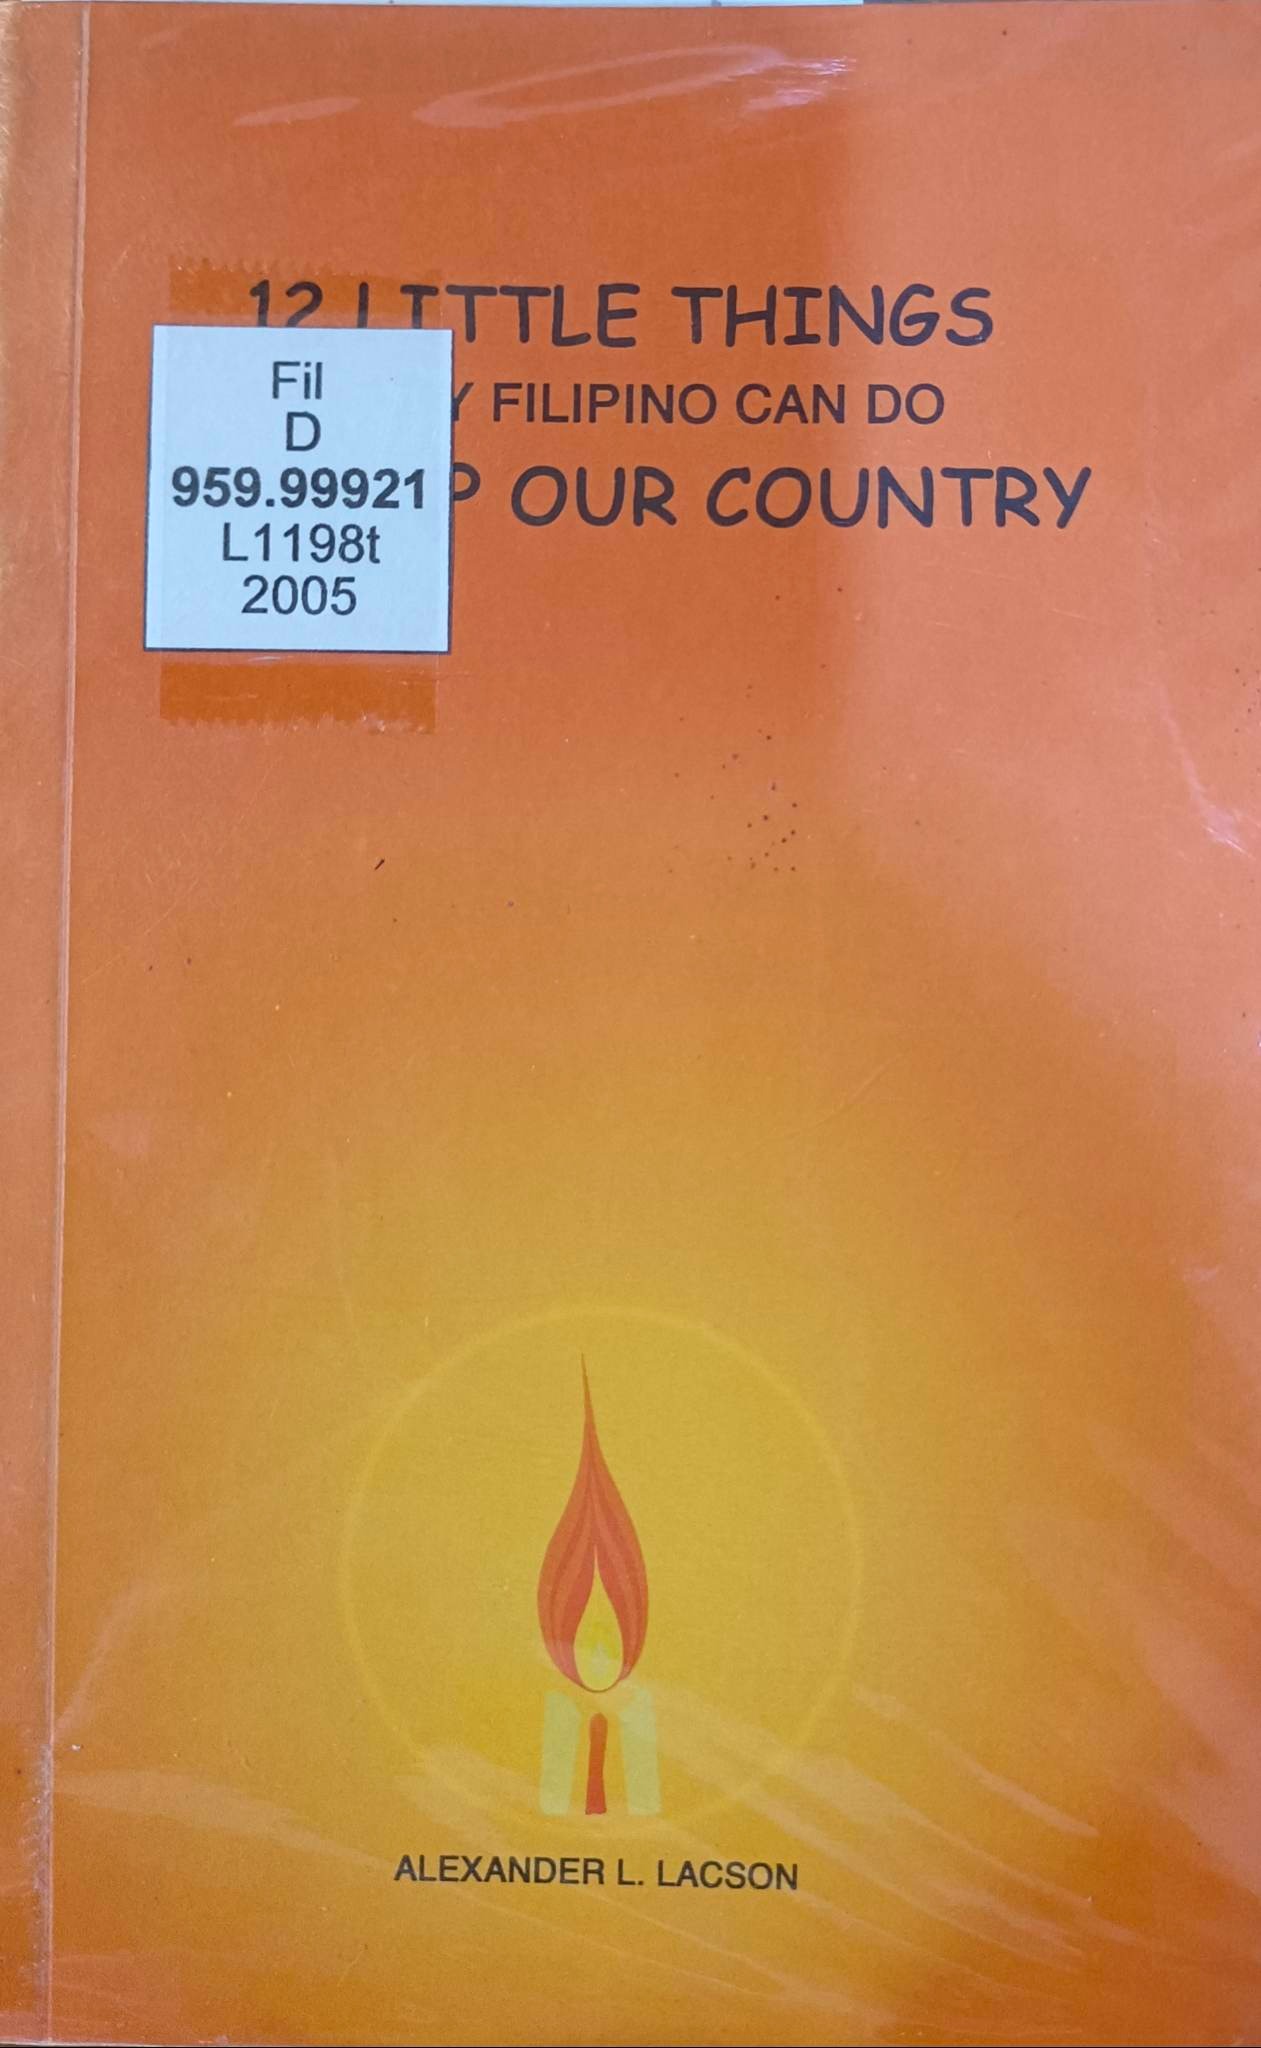 12 LITTLE THINGS
Y FILIPINO CAN DO
P OUR COUNTRY
Fil
D
959.99921
L1198t
2005
ALEXANDER L. LACSON